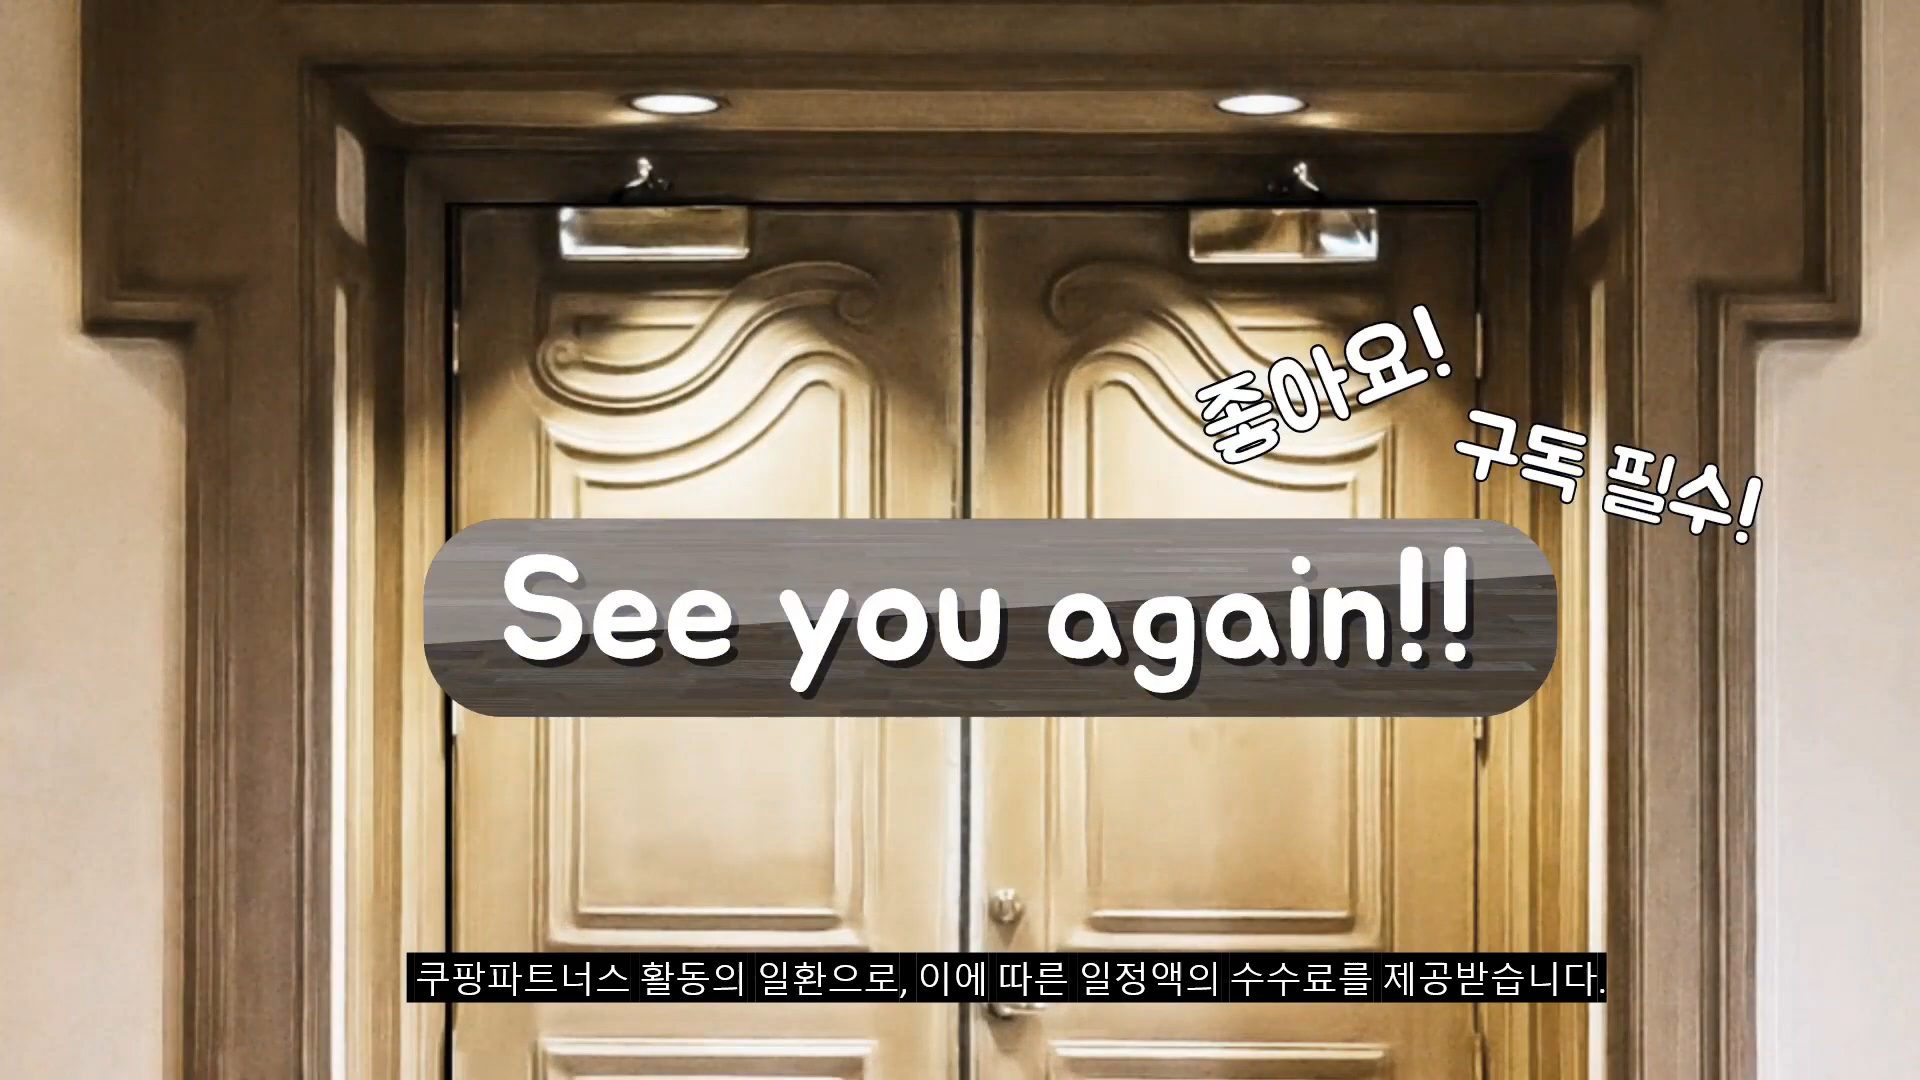 좋아요!
구독 필수!
See you again!!
쿠팡파트너스 활동의 일환으로, 이에 따른 일정액의 수수료를 제공받습니다.